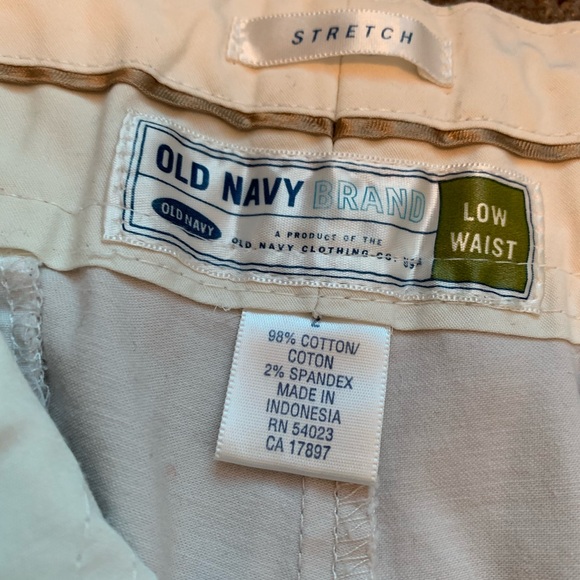 STRETCH
OLD NAVY BRAND
OLD NAVY
A PRODUCT OF THE
OLD NAVY CLOTHING CO.
LOW
WAIST
98% COTTON/
COTON
2% SPANDEX
MADE IN
INDONESIA
RN 54023
CA 17897